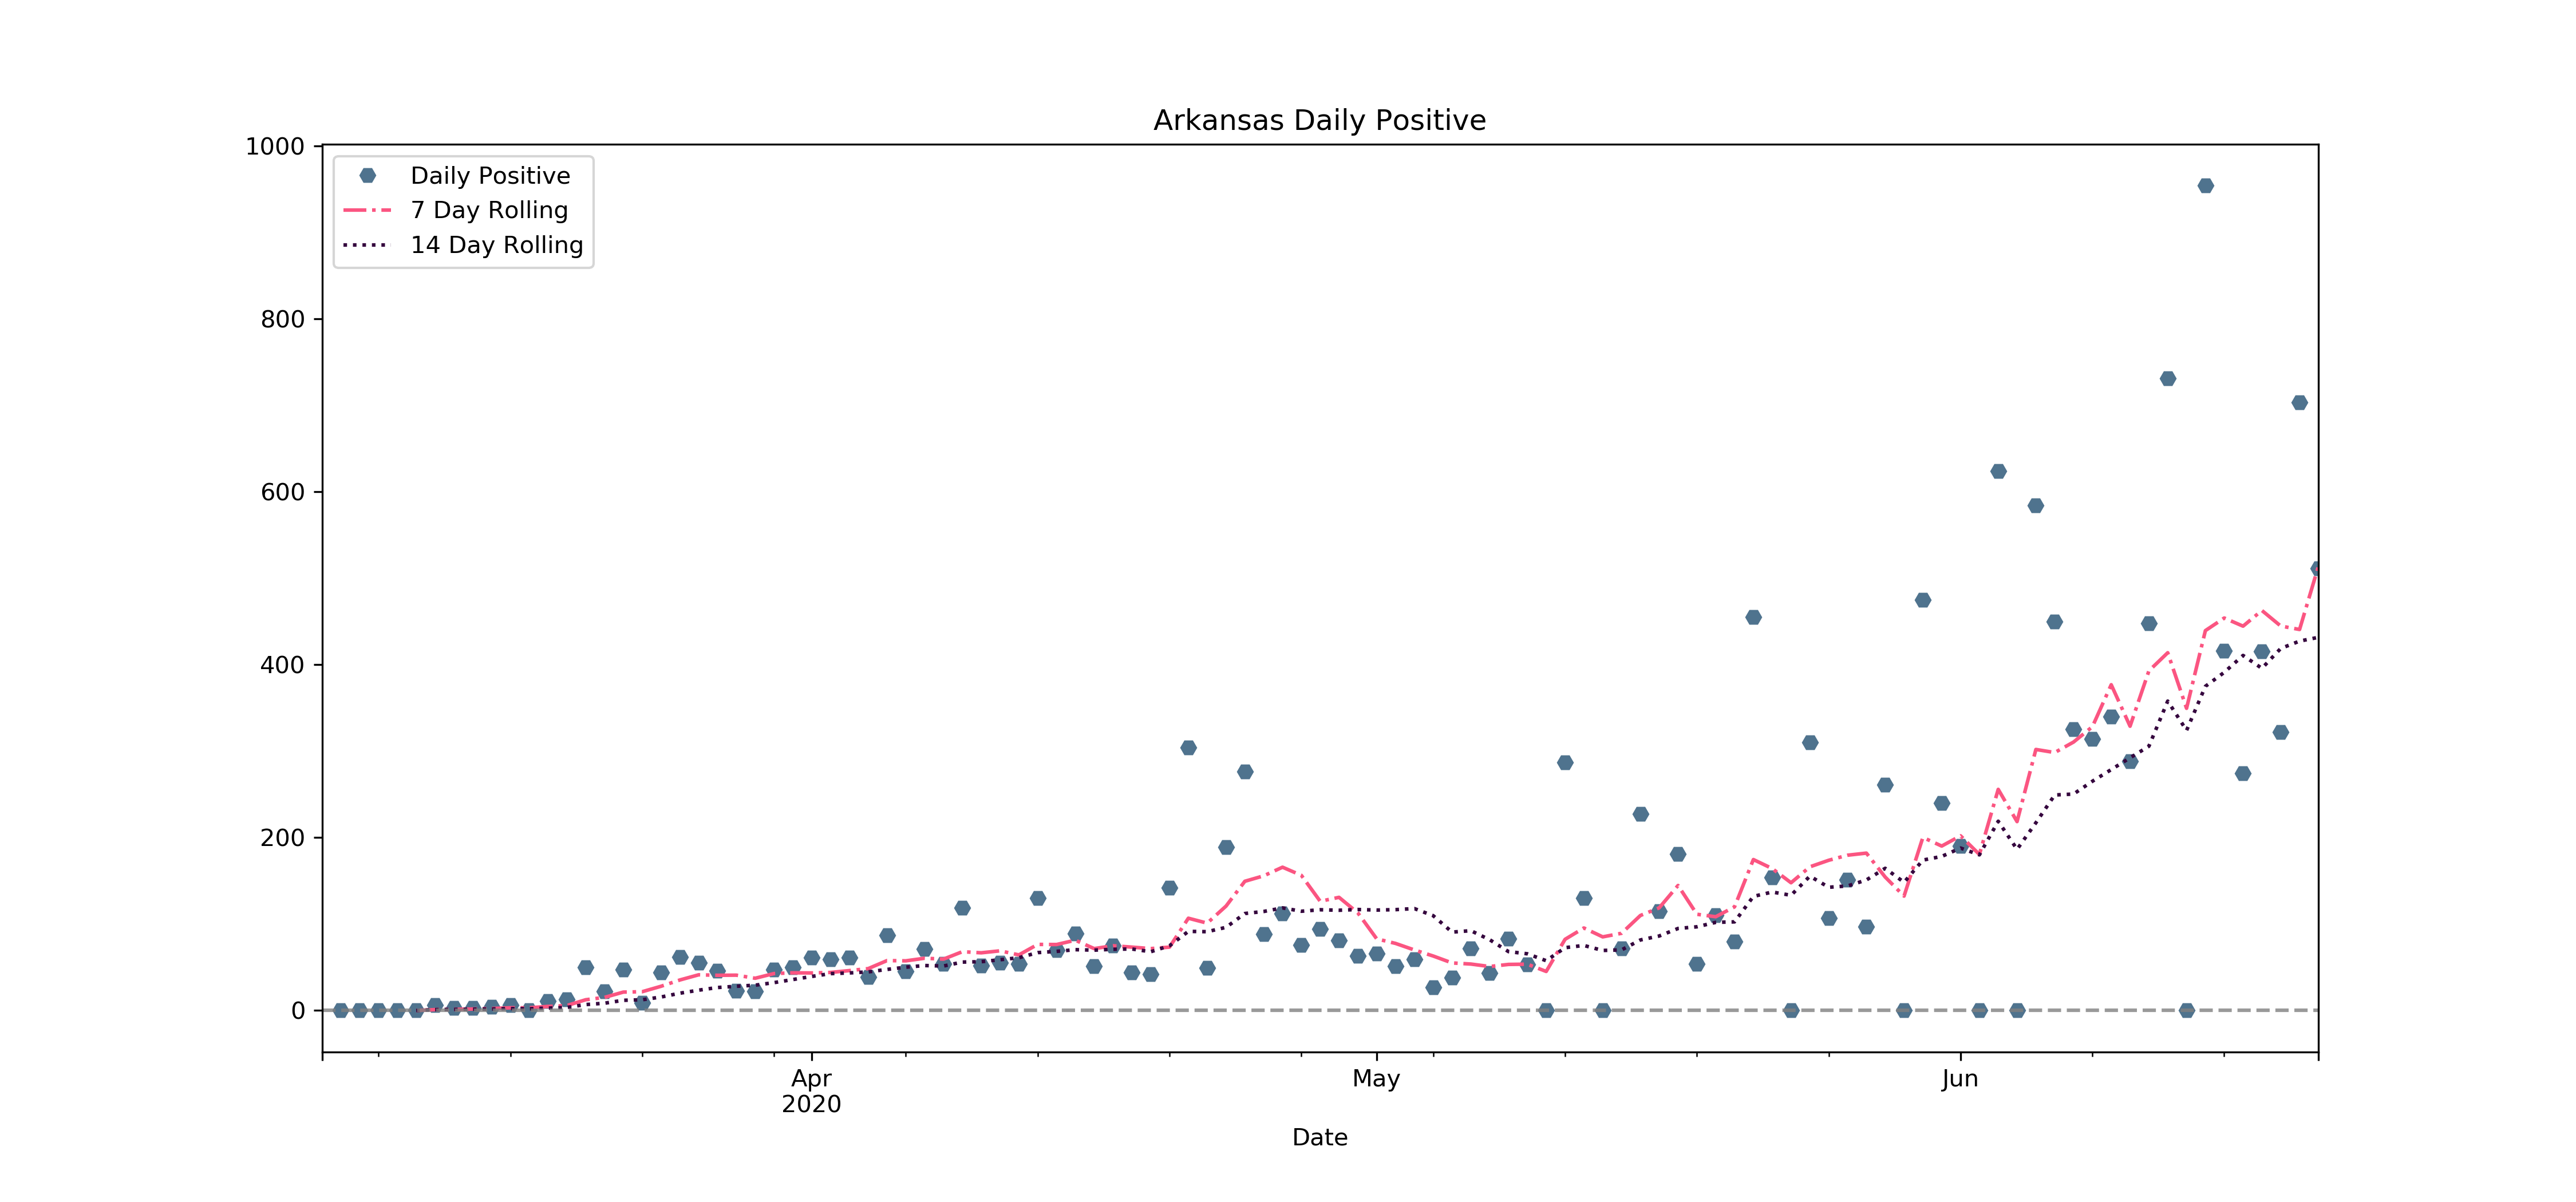 Arkansas Daily Positive
1000
800
600
400
200
0
Daily Positive
7 Day Rolling
14 Day Rolling
Apr
2020
May
Jun
Date